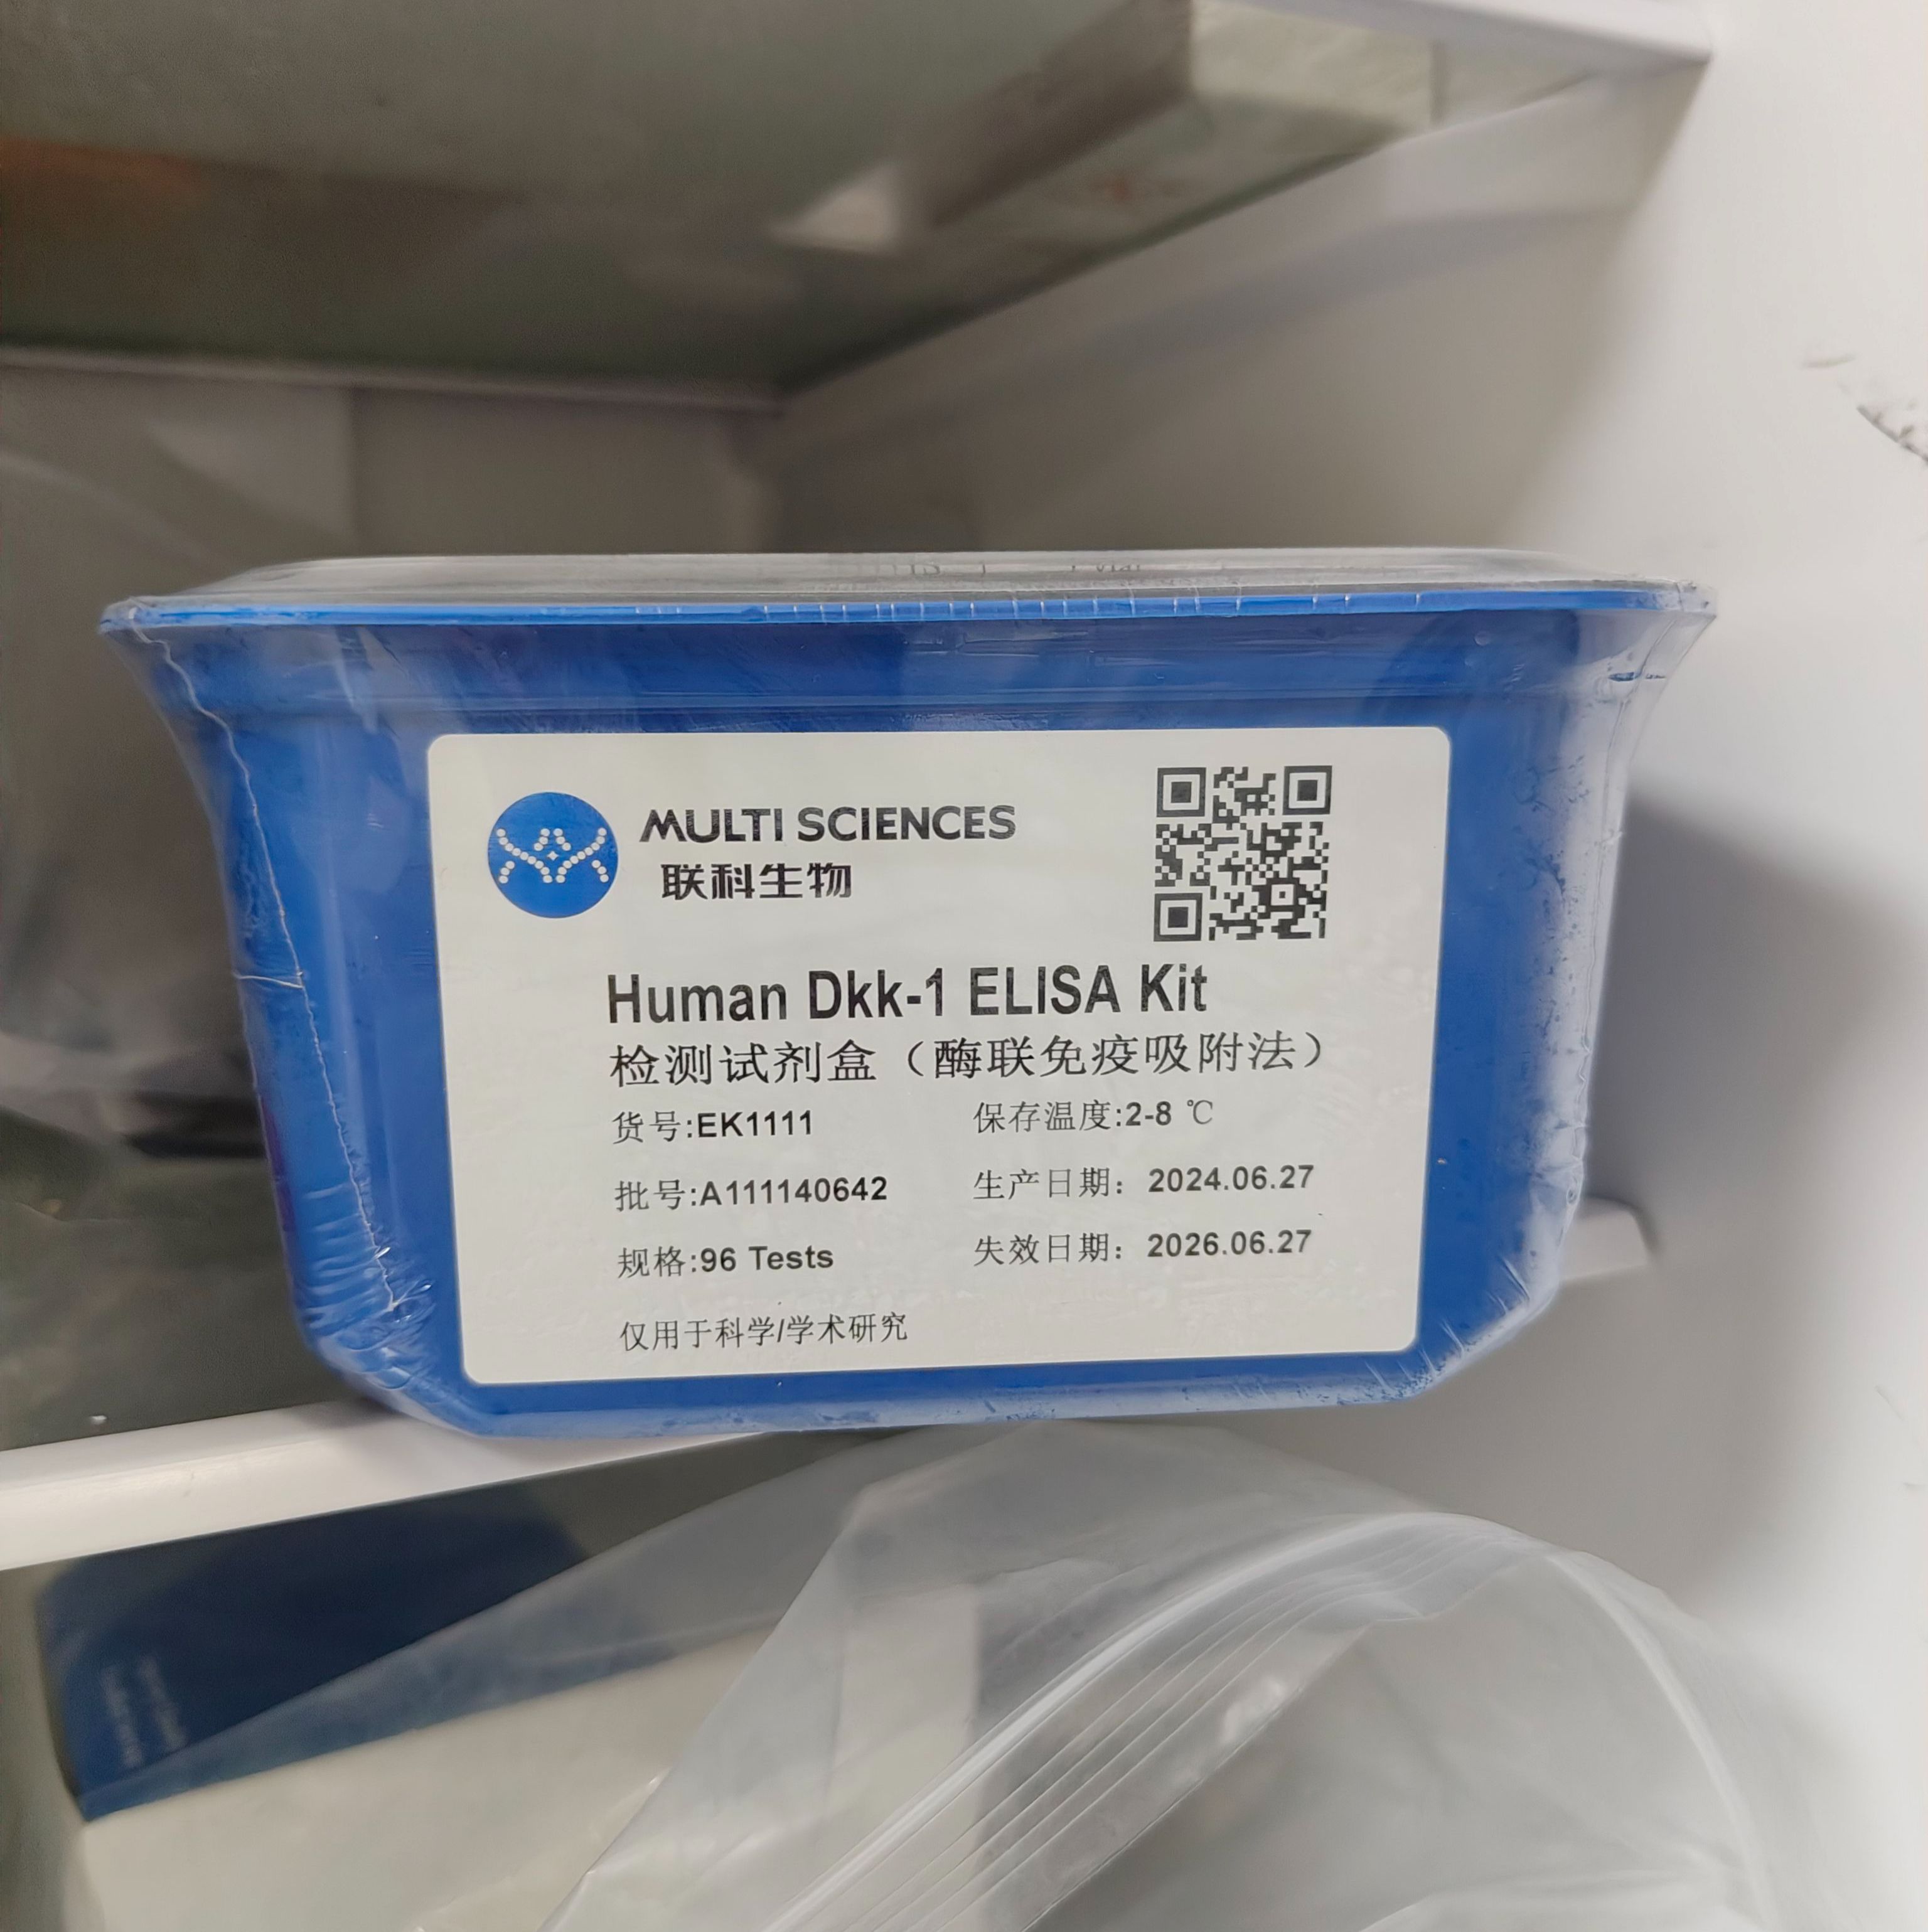 MULTI SCIENCES
联科生物
Human Dkk-1 ELISA Kit
检测试剂盒（酶联免疫吸附法）
货号:EK1111
保存温度:2-8 ℃
批号:A111140642
生产日期：2024.06.27
规格:96 Tests
失效日期：2026.06.27
仅用于科学/学术研究